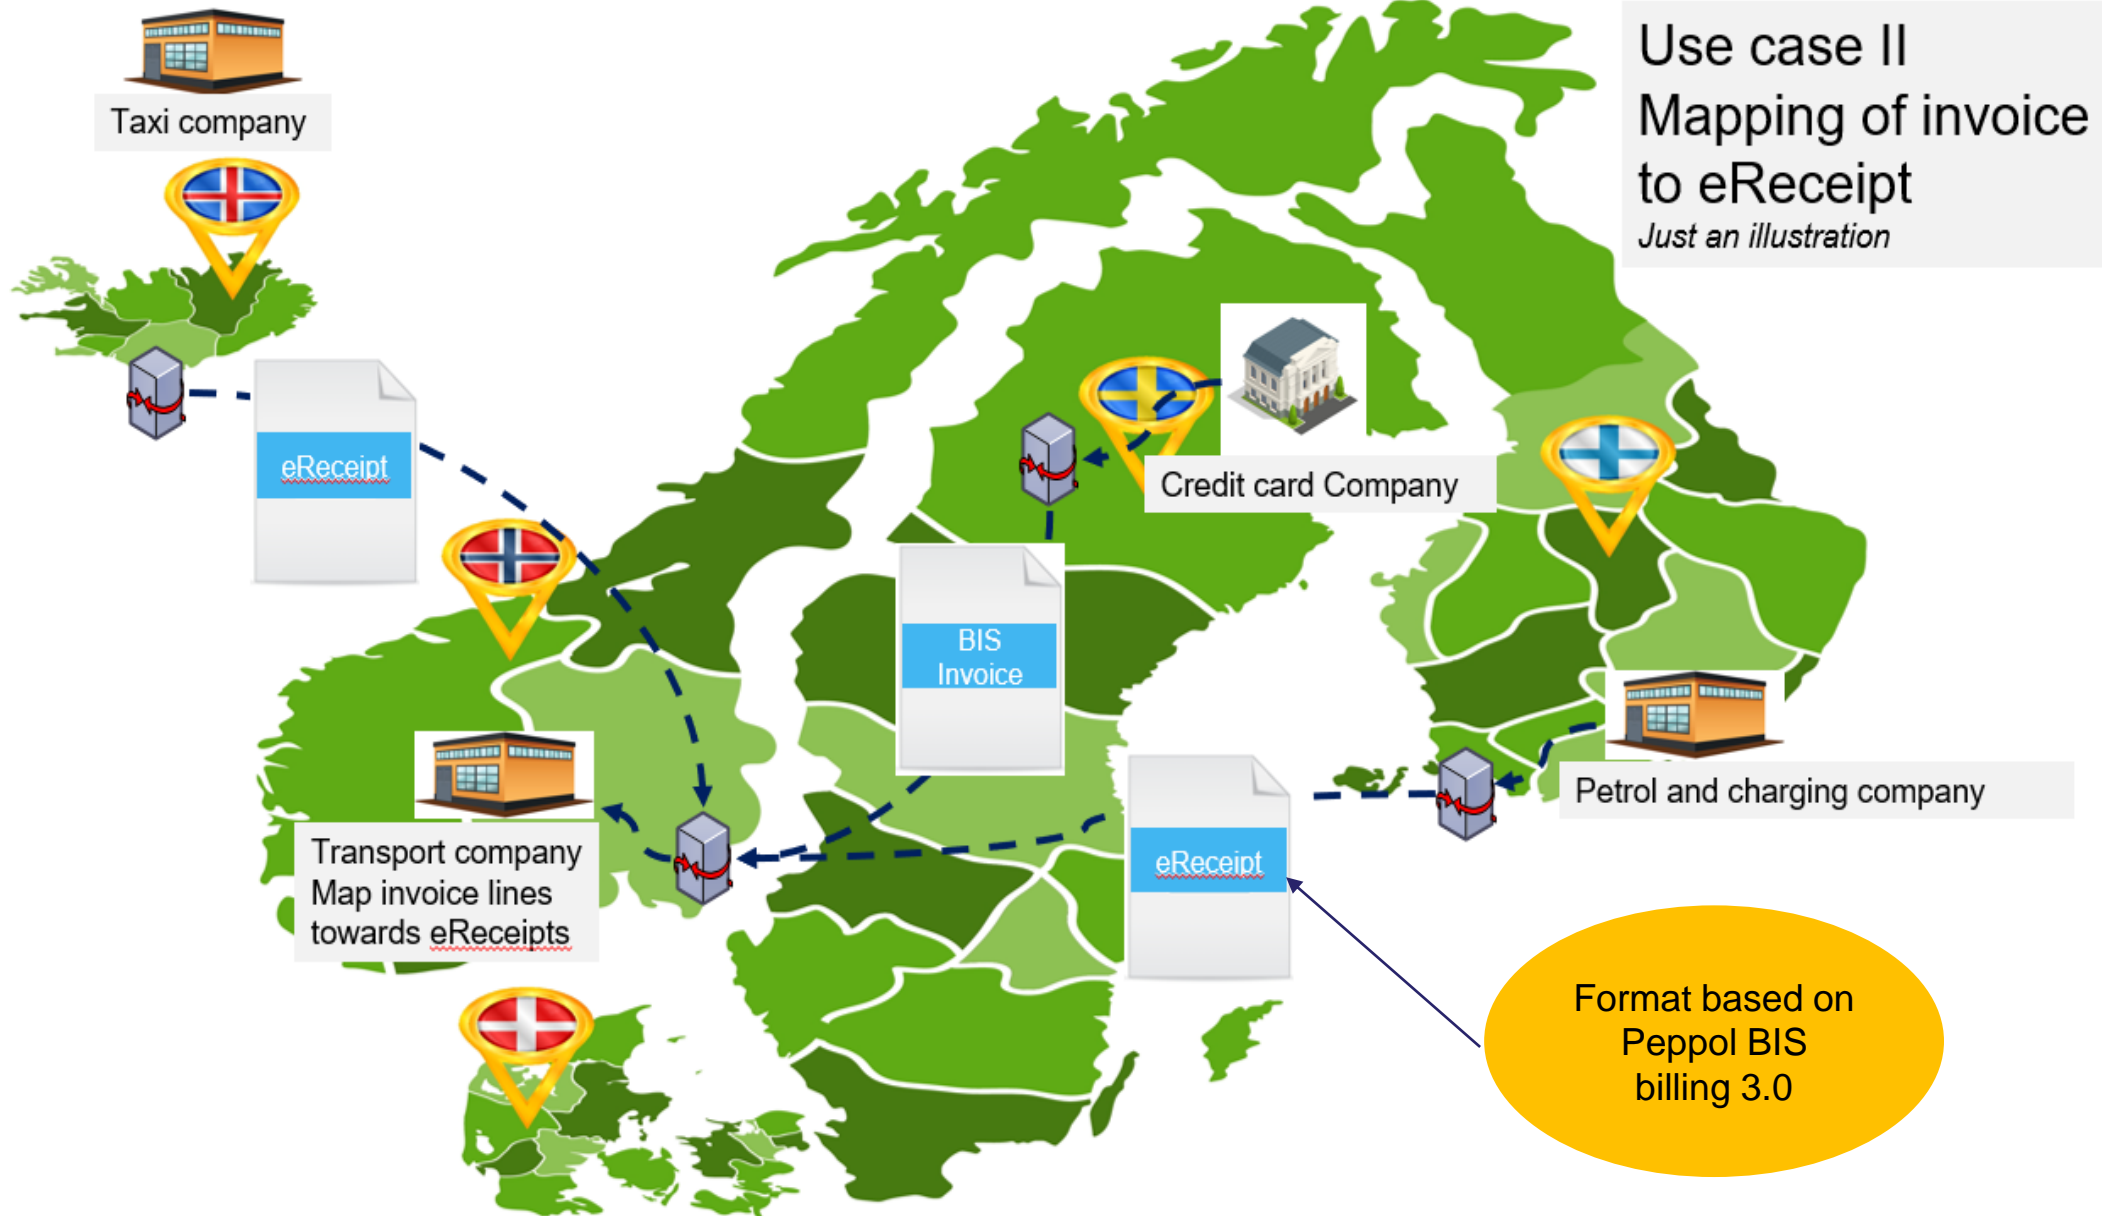 Taxi company
Use case II
Mapping of invoice
to eReceipt
Just an illustration
eReceipt
Credit card Company
BIS
Invoice
Petrol and charging company
Transport company
Map invoice lines
towards eReceipts
eReceipt
Format based on
Peppol BIS
billing 3.0